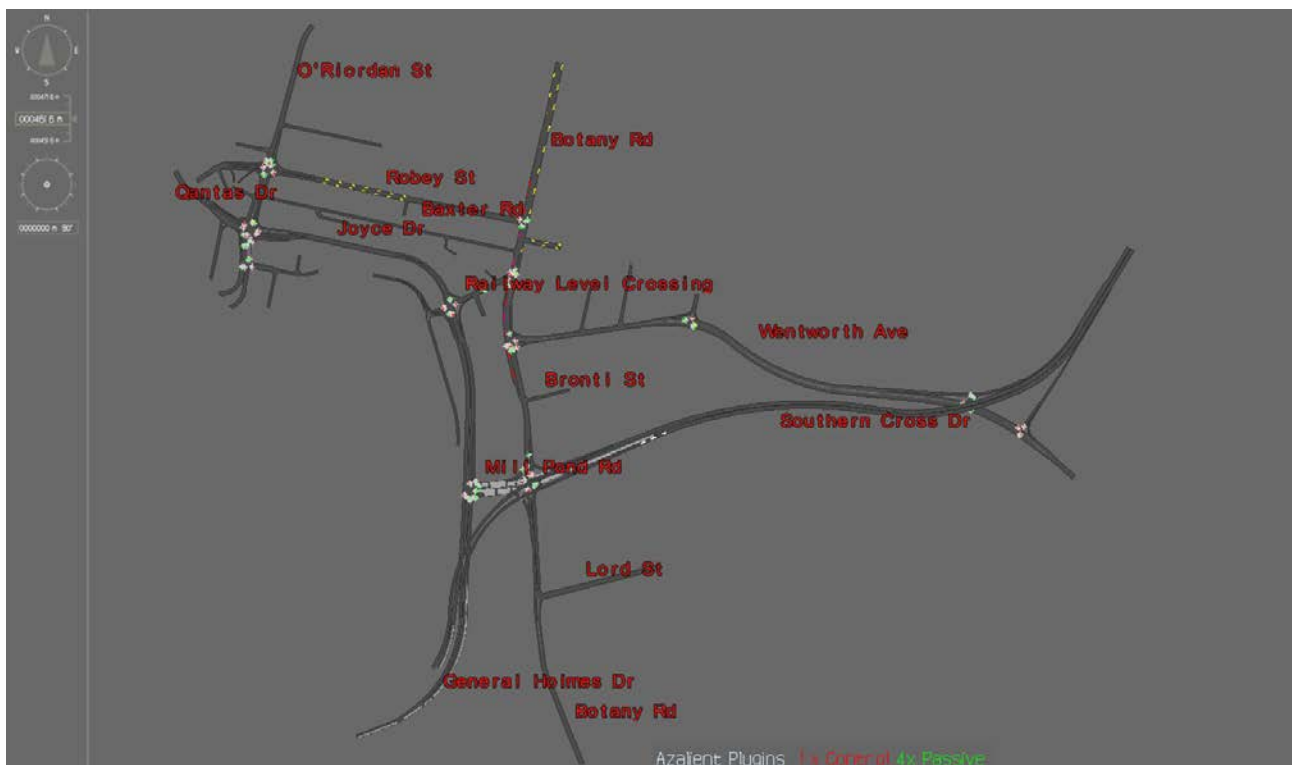 N
W
E
S
O'Riordan St
Botany Rd
Robey St
Qantas Dr
Baxter Rd
Joyce Dr
Railway Level Crossing
Wentworth Ave
Bronti St
Southern Cross Dr
Mill Pond Rd
Lord St
General Holmes Dr
Botany Rd
Azalient Plugins 1x Control 4x Passive